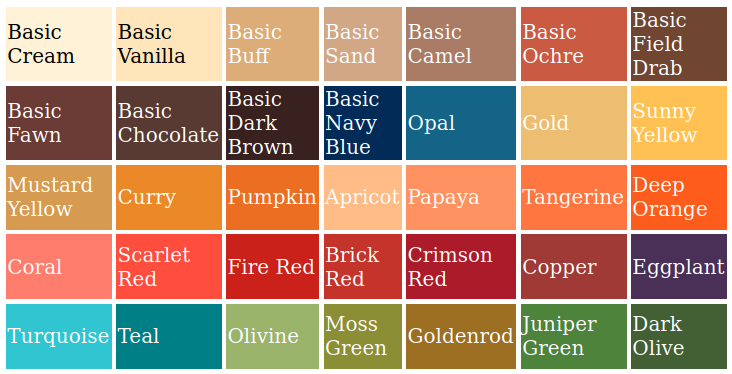 Basic
Cream
Basic
Vanilla
Basic
Buff
Basic
Sand
Basic
Camel
Basic
Ochre
Basic
Field
Drab
Basic
Fawn
Basic
Chocolate
Basic
Dark
Brown
Basic
Navy
Blue
Opal
Gold
Sunny
Yellow
Mustard
Yellow
Curry
Pumpkin
Apricot
Papaya
Tangerine
Deep
Orange
Coral
Scarlet
Red
Fire Red
Brick
Red
Crimson
Red
Copper
Eggplant
Turquoise
Teal
Olivine
Moss
Green
Goldenrod
Juniper
Green
Dark
Olive